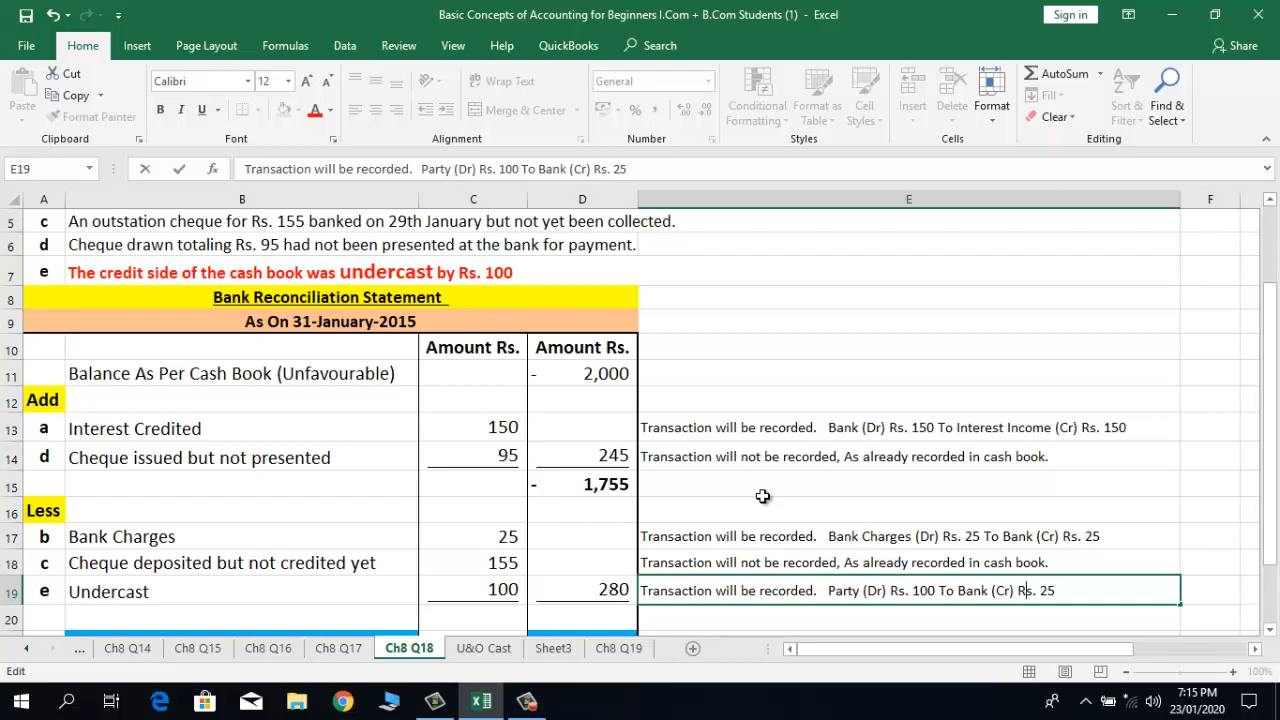 Basic Concepts of Accounting for Beginners I.Com + B.Com Students (1) - Excel
Sign in
File Home Insert Page Layout Formulas Data Review View Help QuickBooks Search Share
Paste Cut Copy Format Painter Clipboard
Calibri 12 B I U A Font
Wrap Text Merge & Center Alignment
General % , Number
Conditional Formatting Format as Table Cell Styles Styles
Insert Delete Format Cells
AutoSum Fill Clear Sort & Filter Find & Select Editing
E19 fx Transaction will be recorded. Party (Dr) Rs. 100 To Bank (Cr) Rs. 25
A B C D E F
5 c An outstation cheque for Rs. 155 banked on 29th January but not yet been collected.
6 d Cheque drawn totaling Rs. 95 had not been presented at the bank for payment.
7 e The credit side of the cash book was undercast by Rs. 100
8 Bank Reconciliation Statement
9 As On 31-January-2015
10 Amount Rs. Amount Rs.
11 Balance As Per Cash Book (Unfavourable) - 2,000
12 Add
13 a Interest Credited 150 Transaction will be recorded. Bank (Dr) Rs. 150 To Interest Income (Cr) Rs. 150
14 d Cheque issued but not presented 95 245 Transaction will not be recorded, As already recorded in cash book.
15 - 1,755
16 Less
17 b Bank Charges 25 Transaction will be recorded. Bank Charges (Dr) Rs. 25 To Bank (Cr) Rs. 25
18 c Cheque deposited but not credited yet 155 Transaction will not be recorded, As already recorded in cash book.
19 e Undercast 100 280 Transaction will be recorded. Party (Dr) Rs. 100 To Bank (Cr) Rs. 25
20
... Ch8 Q14 Ch8 Q15 Ch8 Q16 Ch8 Q17 Ch8 Q18 U&O Cast Sheet3 Ch8 Q19
Edit 100%
7:15 PM
23/01/2020